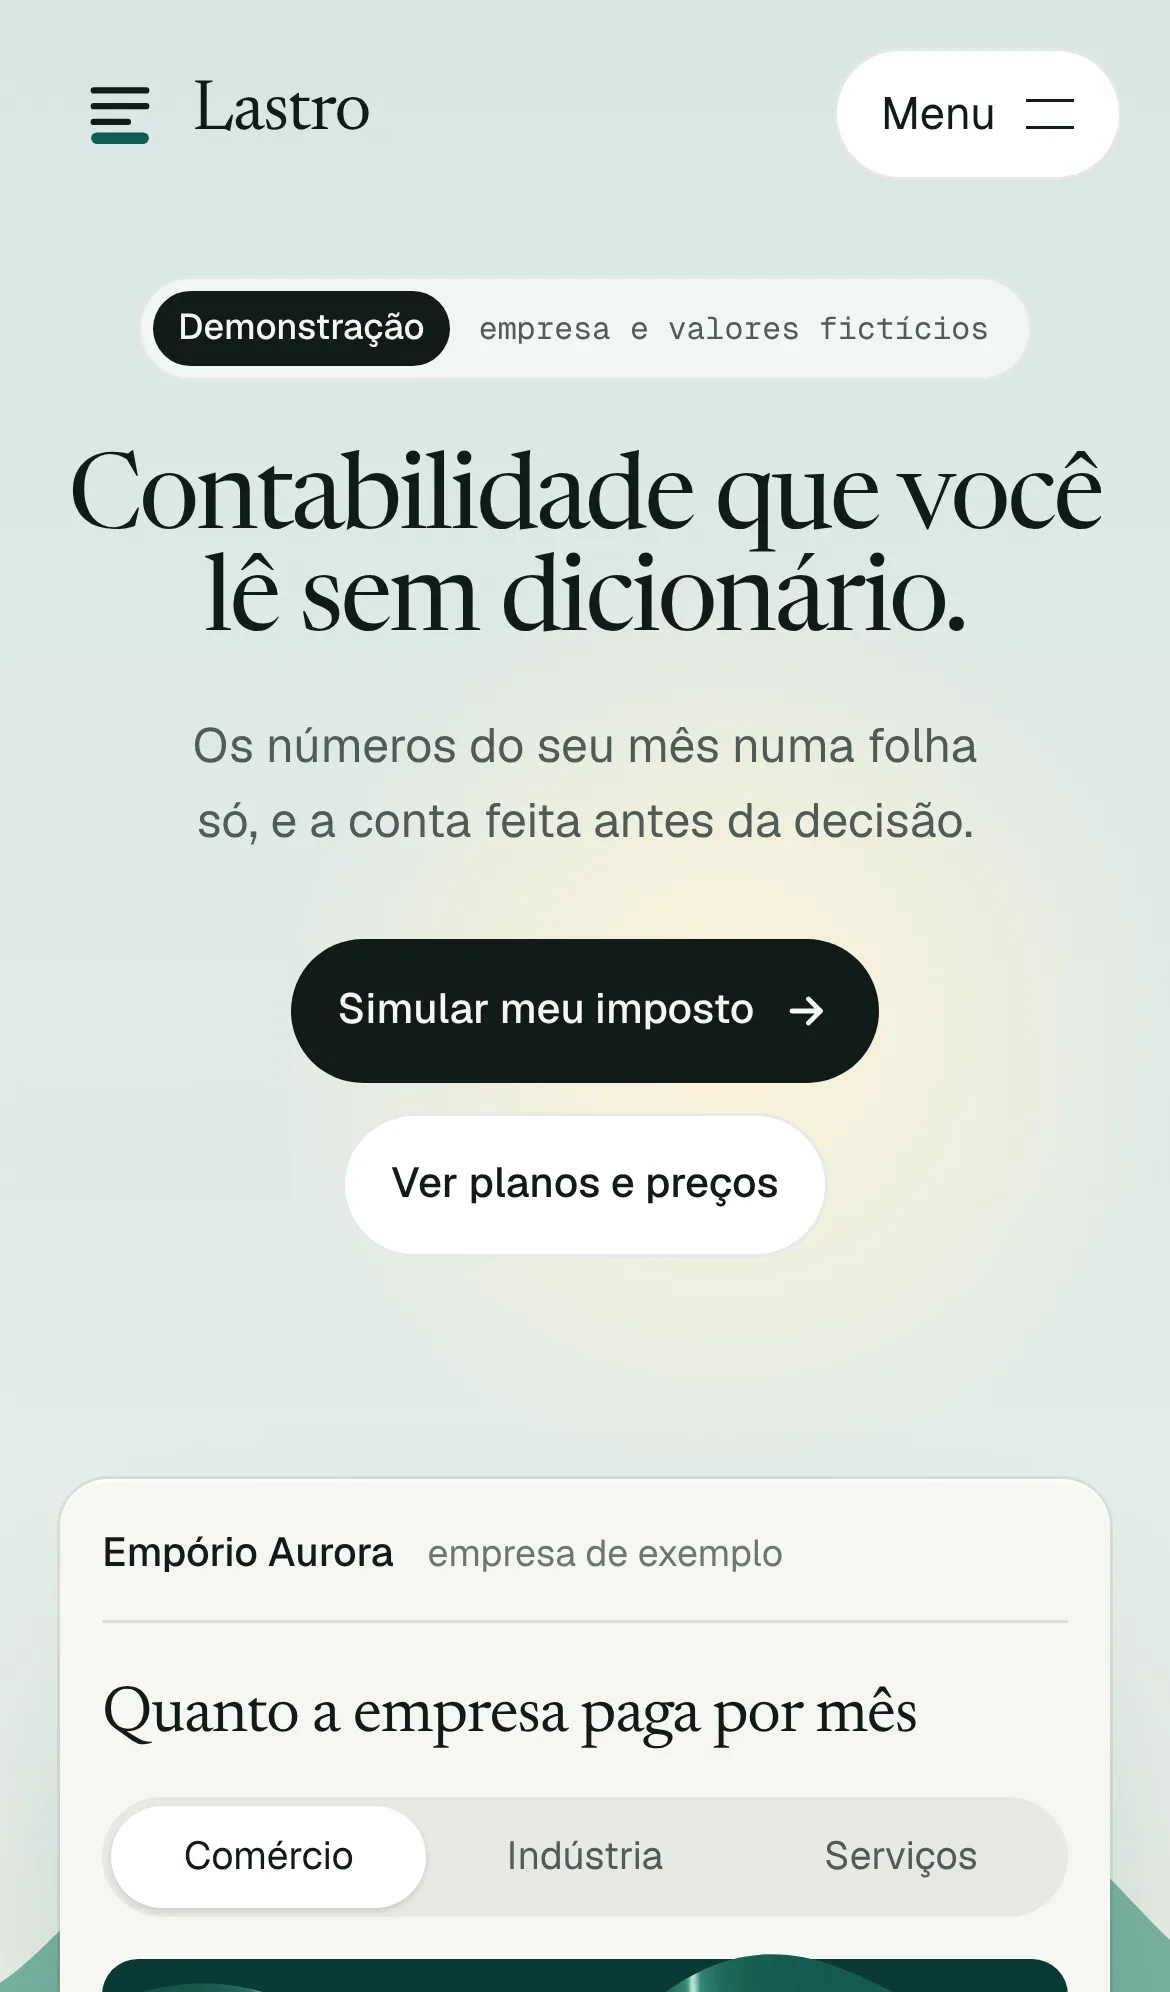 Lastro
Menu
Demonstração empresa e valores fictícios
Contabilidade que você
lê sem dicionário.
Os números do seu mês numa folha
só, e a conta feita antes da decisão.
Simular meu imposto →
Ver planos e preços
Empório Aurora empresa de exemplo
Quanto a empresa paga por mês
Comércio Indústria Serviços